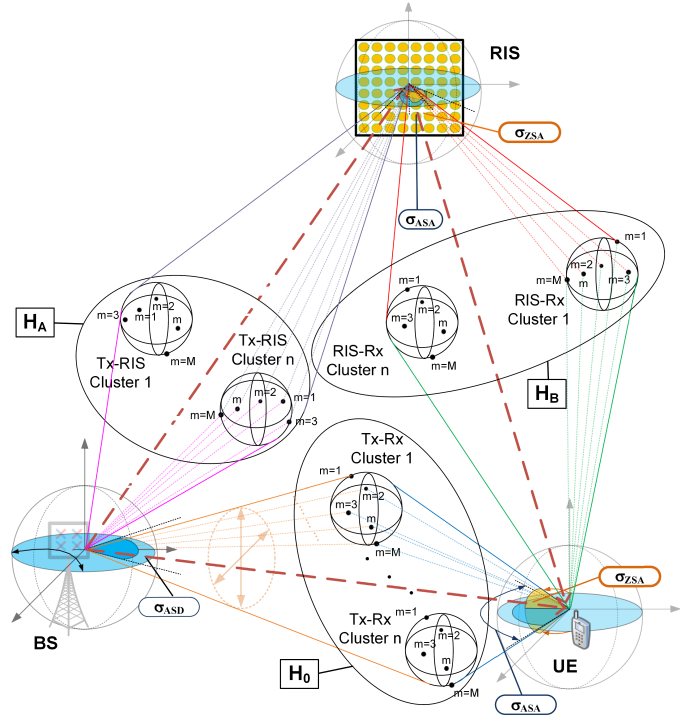 RIS
σZSA
σASA
m=1
m=2
m=M
m
m=3
RIS-Rx
Cluster 1
m=1
m=2
m=3
m
m=M
RIS-Rx
Cluster n
HB
HA
m=2
m=3
m=1
m
m=M
Tx-RIS
Cluster 1
Tx-RIS
Cluster n
m=2
m=1
m=M
m
m=3
Tx-Rx
Cluster 1
m=1
m=3
m=2
m
m=M
Tx-Rx
Cluster n
m=1
m=2
m=3
m
m=M
H0
BS
σASD
σZSA
UE
σASA